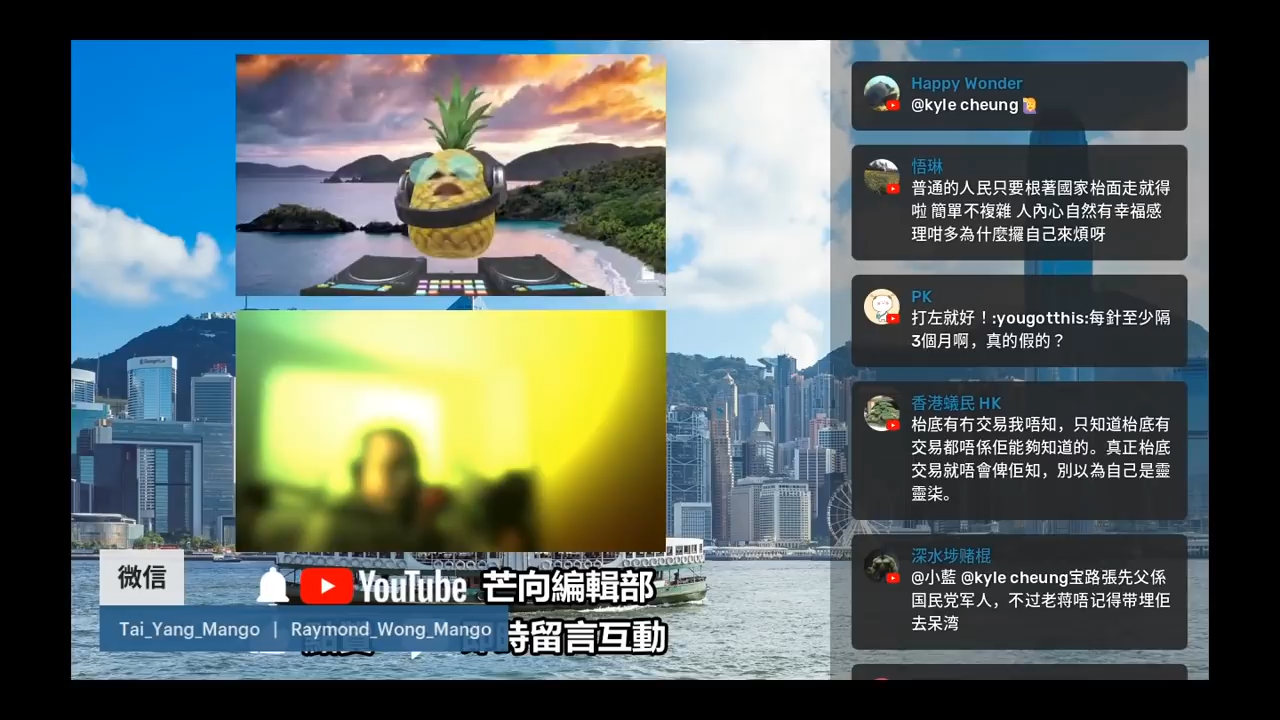 Happy Wonder
@kyle cheung🙋
悟琳
普通的人民只要根著國家枱面走就得
啦 簡單不複雜 人內心自然有幸福感
理咁多為什麼攞自己來煩呀
PK
打左就好！:yougotthis:每針至少隔
3個月啊，真的假的？
香港蟻民 HK
枱底有冇交易我唔知，只知道枱底有
交易都唔係佢能夠知道的。真正枱底
交易就唔會俾佢知，別以為自己是靈
靈柒。
深水埗赌棍
@小藍 @kyle cheung宝路張先父係
国民党军人，不过老蒋唔记得带埋佢
去呆湾
微信
Tai_Yang_Mango | Raymond_Wong_Mango
YouTube 芒向編輯部
即時留言互動